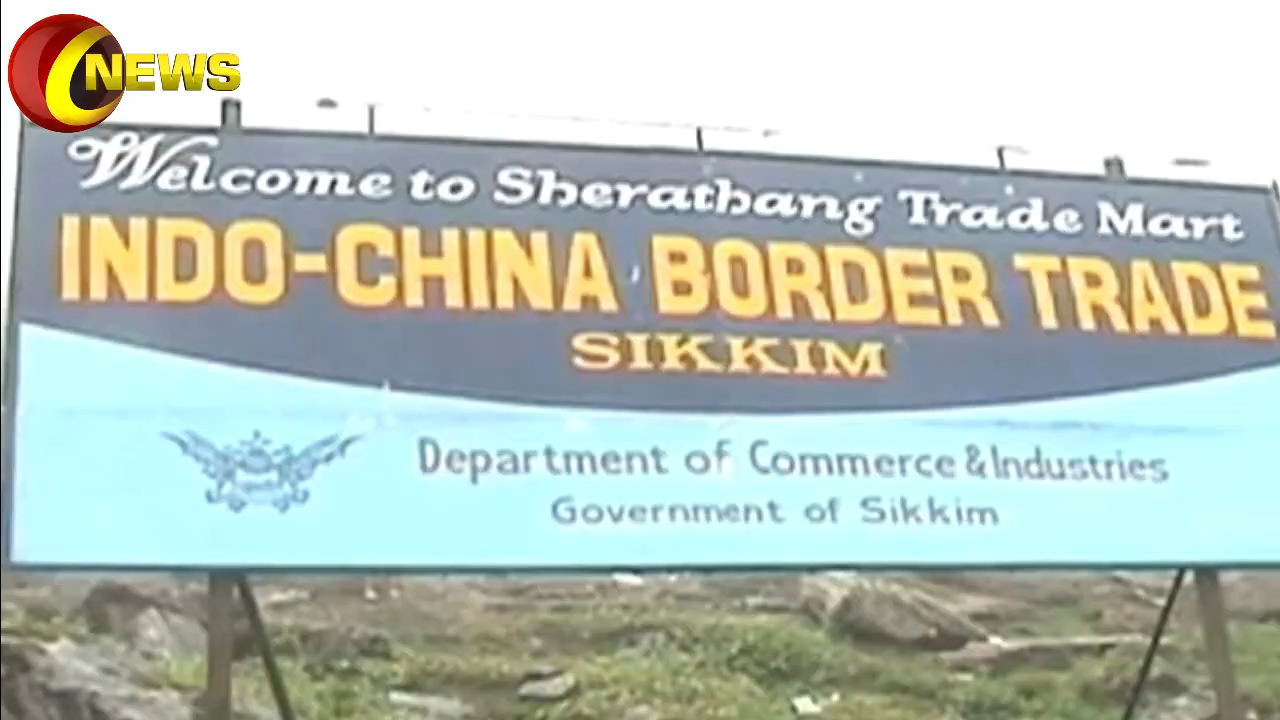 NEWS
Welcome to Sherathang Trade Mart
INDO-CHINA BORDER TRADE
SIKKIM
Department of Commerce & Industries
Government of Sikkim